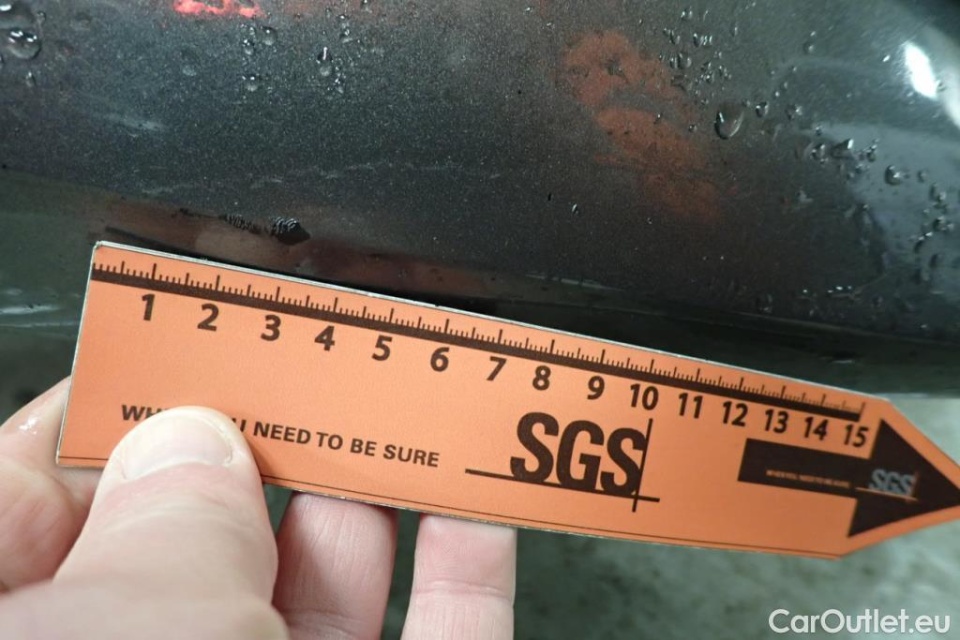 1 2 3 4 5 6 7 8 9 10 11 12 13 14 15
WH U NEED TO BE SURE
SGS
SGS
CarOutlet.eu